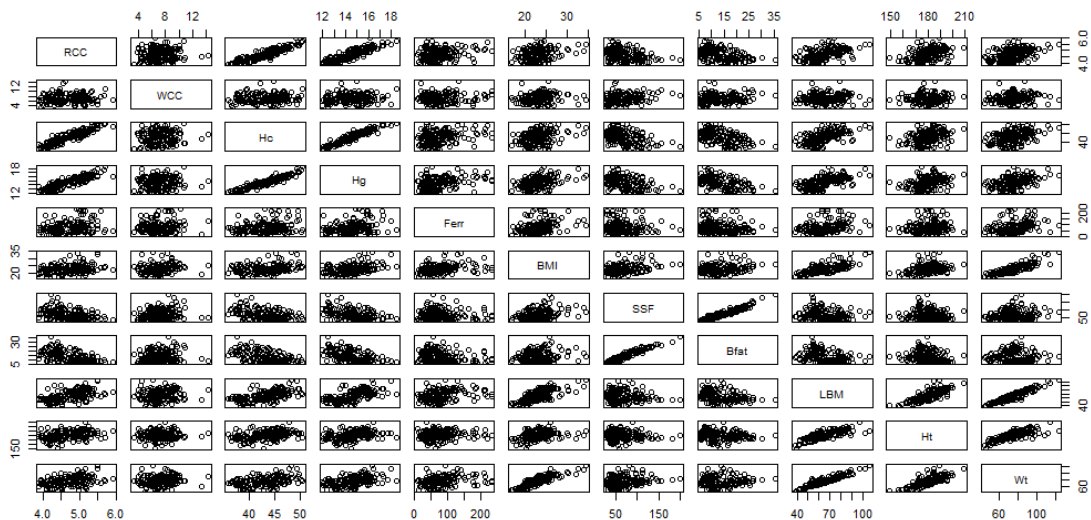 4 8 12 12 14 16 18 20 30 5 15 25 35 150 180 210
RCC 4.0 6.0
4 12 WCC
Hc 40
12 18 Hg
Ferr 0 200
20 35 BMI
SSF 50
5 30 Bfat
LBM 40
150 Ht
Wt 60
4.0 5.0 6.0 40 45 50 0 50 100 200 50 150 40 60 80 100 60 100